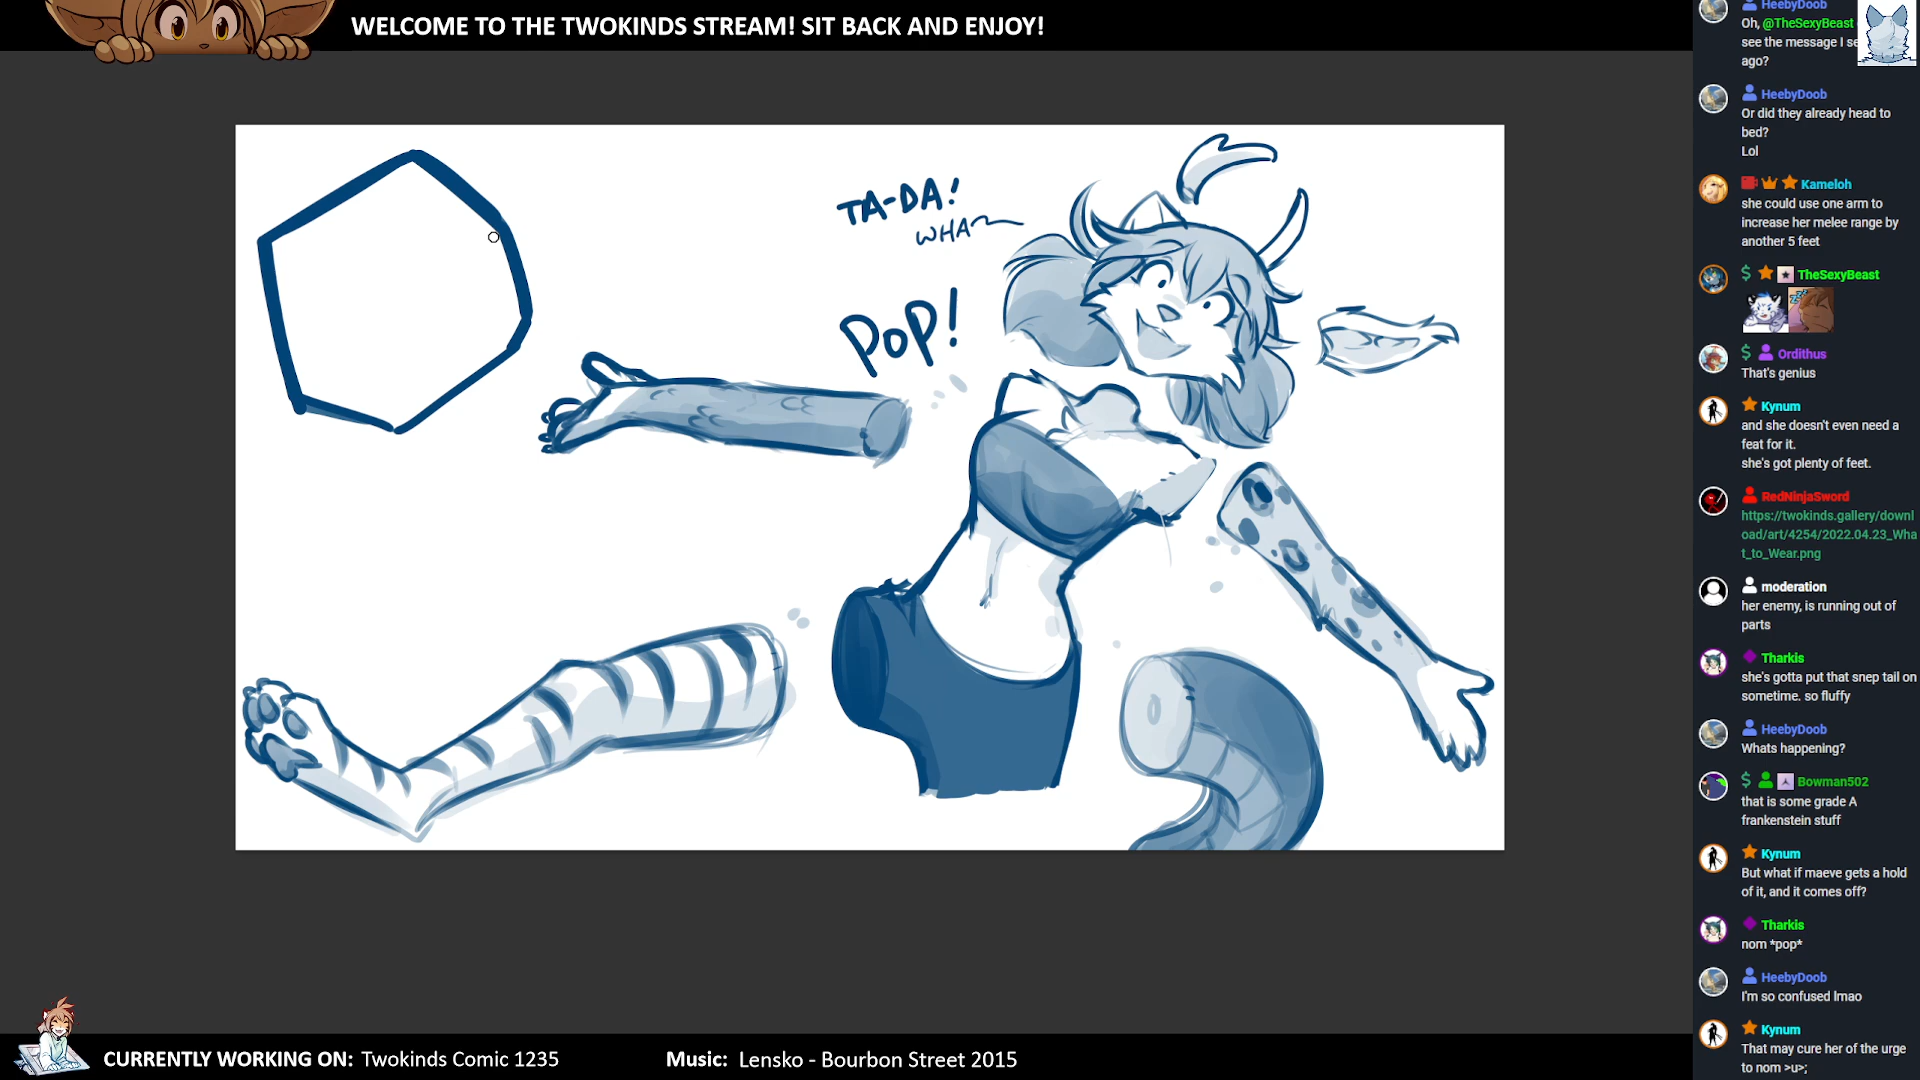 WELCOME TO THE TWOKINDS STREAM! SIT BACK AND ENJOY!
TA-DA!
WHA~
POP!
CURRENTLY WORKING ON: Twokinds Comic 1235
Music: Lensko - Bourbon Street 2015
HeebyDoob
Oh, @TheSexyBeast
see the message I se
ago?
HeebyDoob
Or did they already head to
bed?
Lol
Kameloh
she could use one arm to
increase her melee range by
another 5 feet
TheSexyBeast
Ordithus
That's genius
Kynum
and she doesn't even need a
feat for it.
she's got plenty of feet.
RedNinjaSword
https://twokinds.gallery/downl
oad/art/4254/2022.04.23_Wha
t_to_Wear.png
moderation
her enemy, is running out of
parts
Tharkis
she's gotta put that snep tail on
sometime. so fluffy
HeebyDoob
Whats happening?
Bowman502
that is some grade A
frankenstein stuff
Kynum
But what if maeve gets a hold
of it, and it comes off?
Tharkis
nom *pop*
HeebyDoob
I'm so confused lmao
Kynum
That may cure her of the urge
to nom >u>;